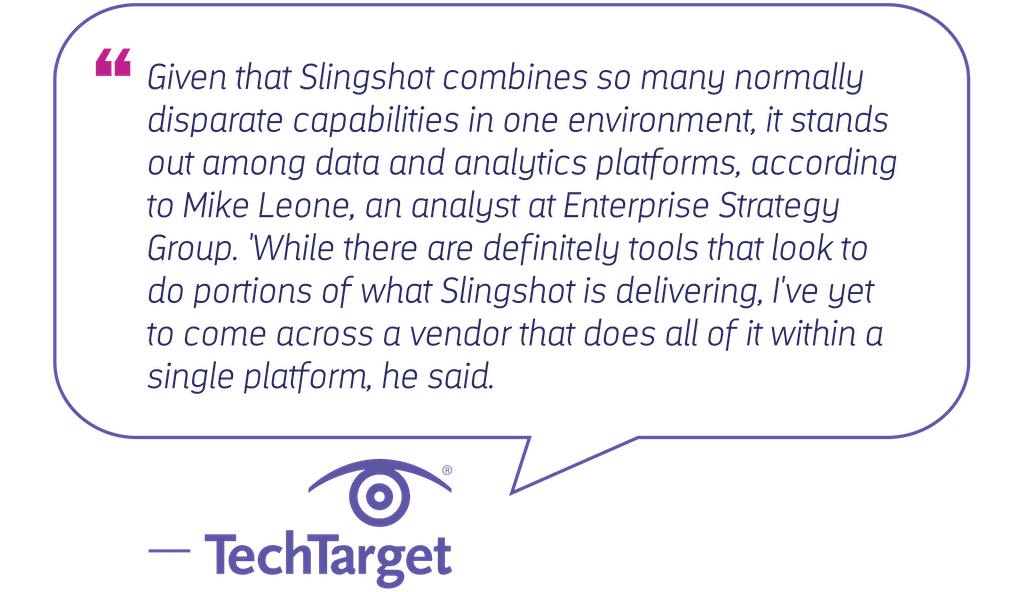 ❝ Given that Slingshot combines so many normally
disparate capabilities in one environment, it stands
out among data and analytics platforms, according
to Mike Leone, an analyst at Enterprise Strategy
Group. 'While there are definitely tools that look to
do portions of what Slingshot is delivering, I've yet
to come across a vendor that does all of it within a
single platform, he said.
— TechTarget®